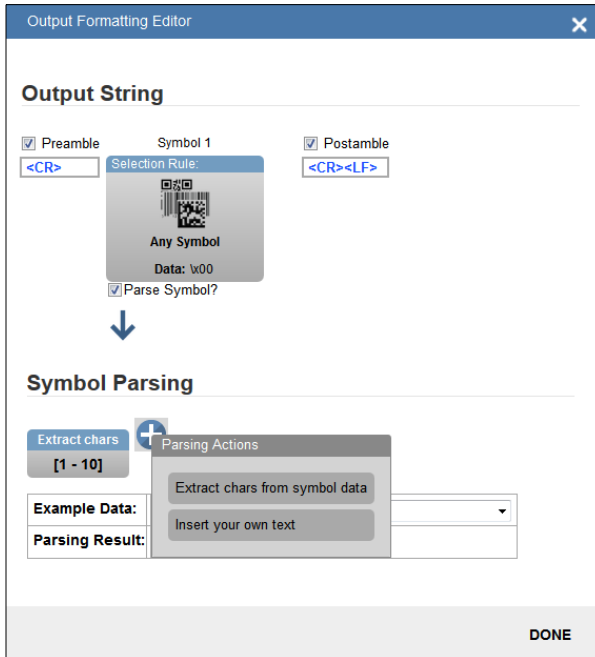 Output Formatting Editor
Output String
Preamble Symbol 1 Postamble
<CR> Selection Rule: <CR><LF>
Any Symbol
Data: \x00
Parse Symbol?
Symbol Parsing
Extract chars
[1 - 10]
Parsing Actions
Extract chars from symbol data
Insert your own text
Example Data:
Parsing Result:
DONE